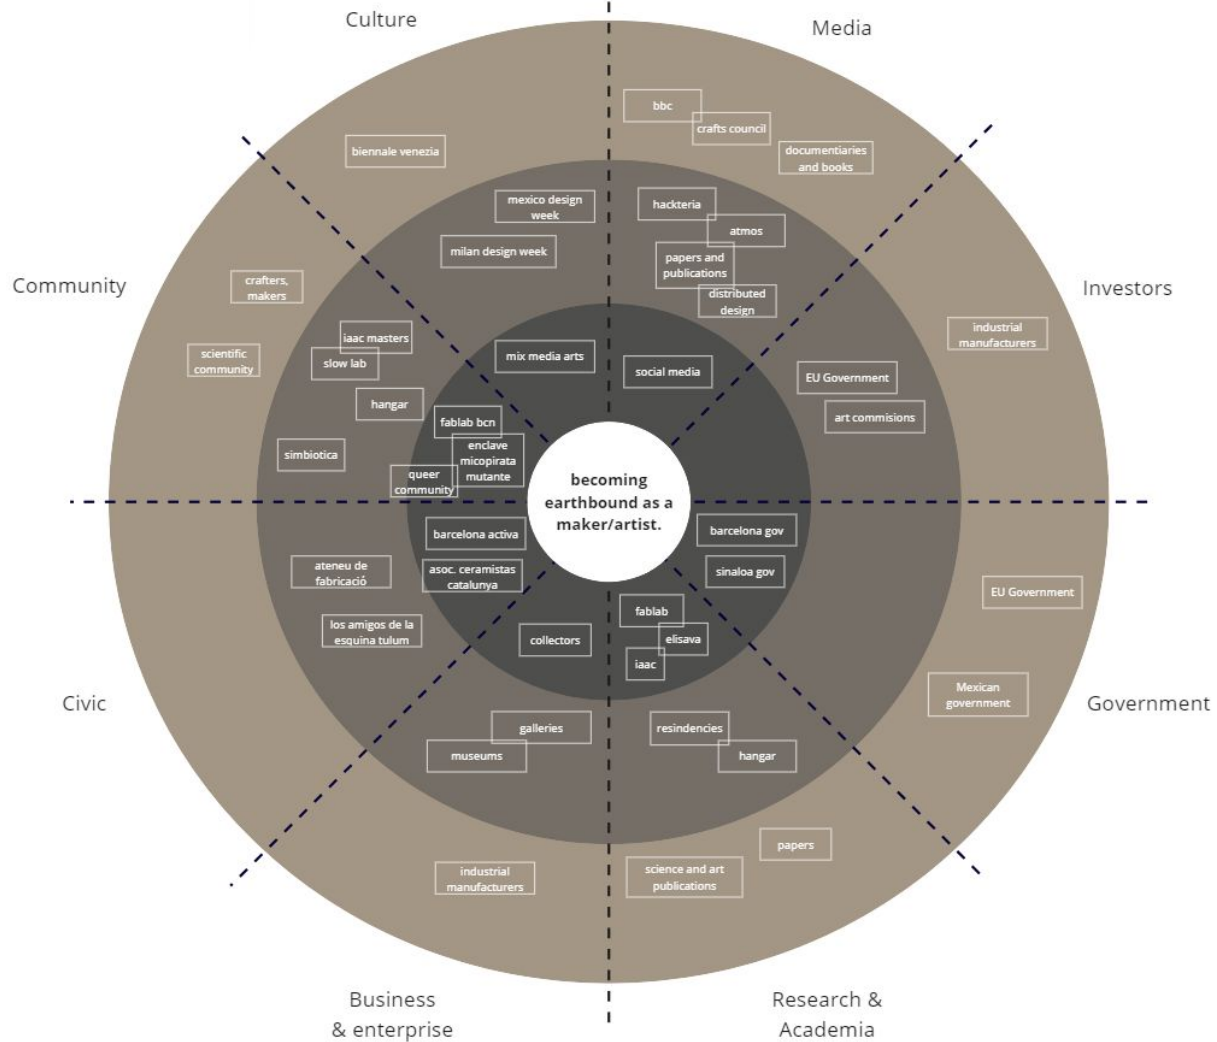 Culture
Media
bbc
crafts council
documentiaries
and books
biennale venezia
mexico design
week
milan design week
hackteria
atmos
papers and
publications
distributed
design
Community
crafters,
makers
scientific
community
iaac masters
slow lab
hangar
simbiotica
fablab bcn
enclave
micopirata
mutante
queer
community
mix media arts
social media
Investors
industrial
manufacturers
EU Government
art commisions
becoming
earthbound as a
maker/artist.
barcelona activa
asoc. ceramistas
catalunya
ateneu de
fabricació
los amigos de la
esquina tulum
Civic
barcelona gov
sinaloa gov
EU Government
Mexican
government
Government
collectors
galleries
museums
industrial
manufacturers
Business
& enterprise
fablab
elisava
iaac
resindencies
hangar
papers
science and art
publications
Research &
Academia